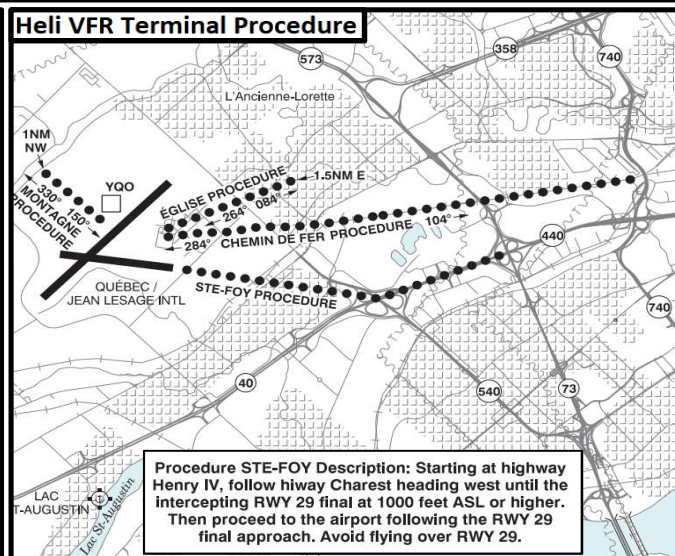 Heli VFR Terminal Procedure
573
358
740
L'Ancienne-Lorette
1NM
NW
YQO
330° 150°
MONTAGNE
PROCEDURE
ÉGLISE PROCEDURE
1.5NM E
264° 084°
284° CHEMIN DE FER PROCEDURE 104°
440
QUÉBEC /
JEAN LESAGE INTL
STE-FOY PROCEDURE
740
40
540
73
LAC
T-AUGUSTIN
Lac St-Augustin
Procedure STE-FOY Description: Starting at highway
Henry IV, follow hiway Charest heading west until the
intercepting RWY 29 final at 1000 feet ASL or higher.
Then proceed to the airport following the RWY 29
final approach. Avoid flying over RWY 29.